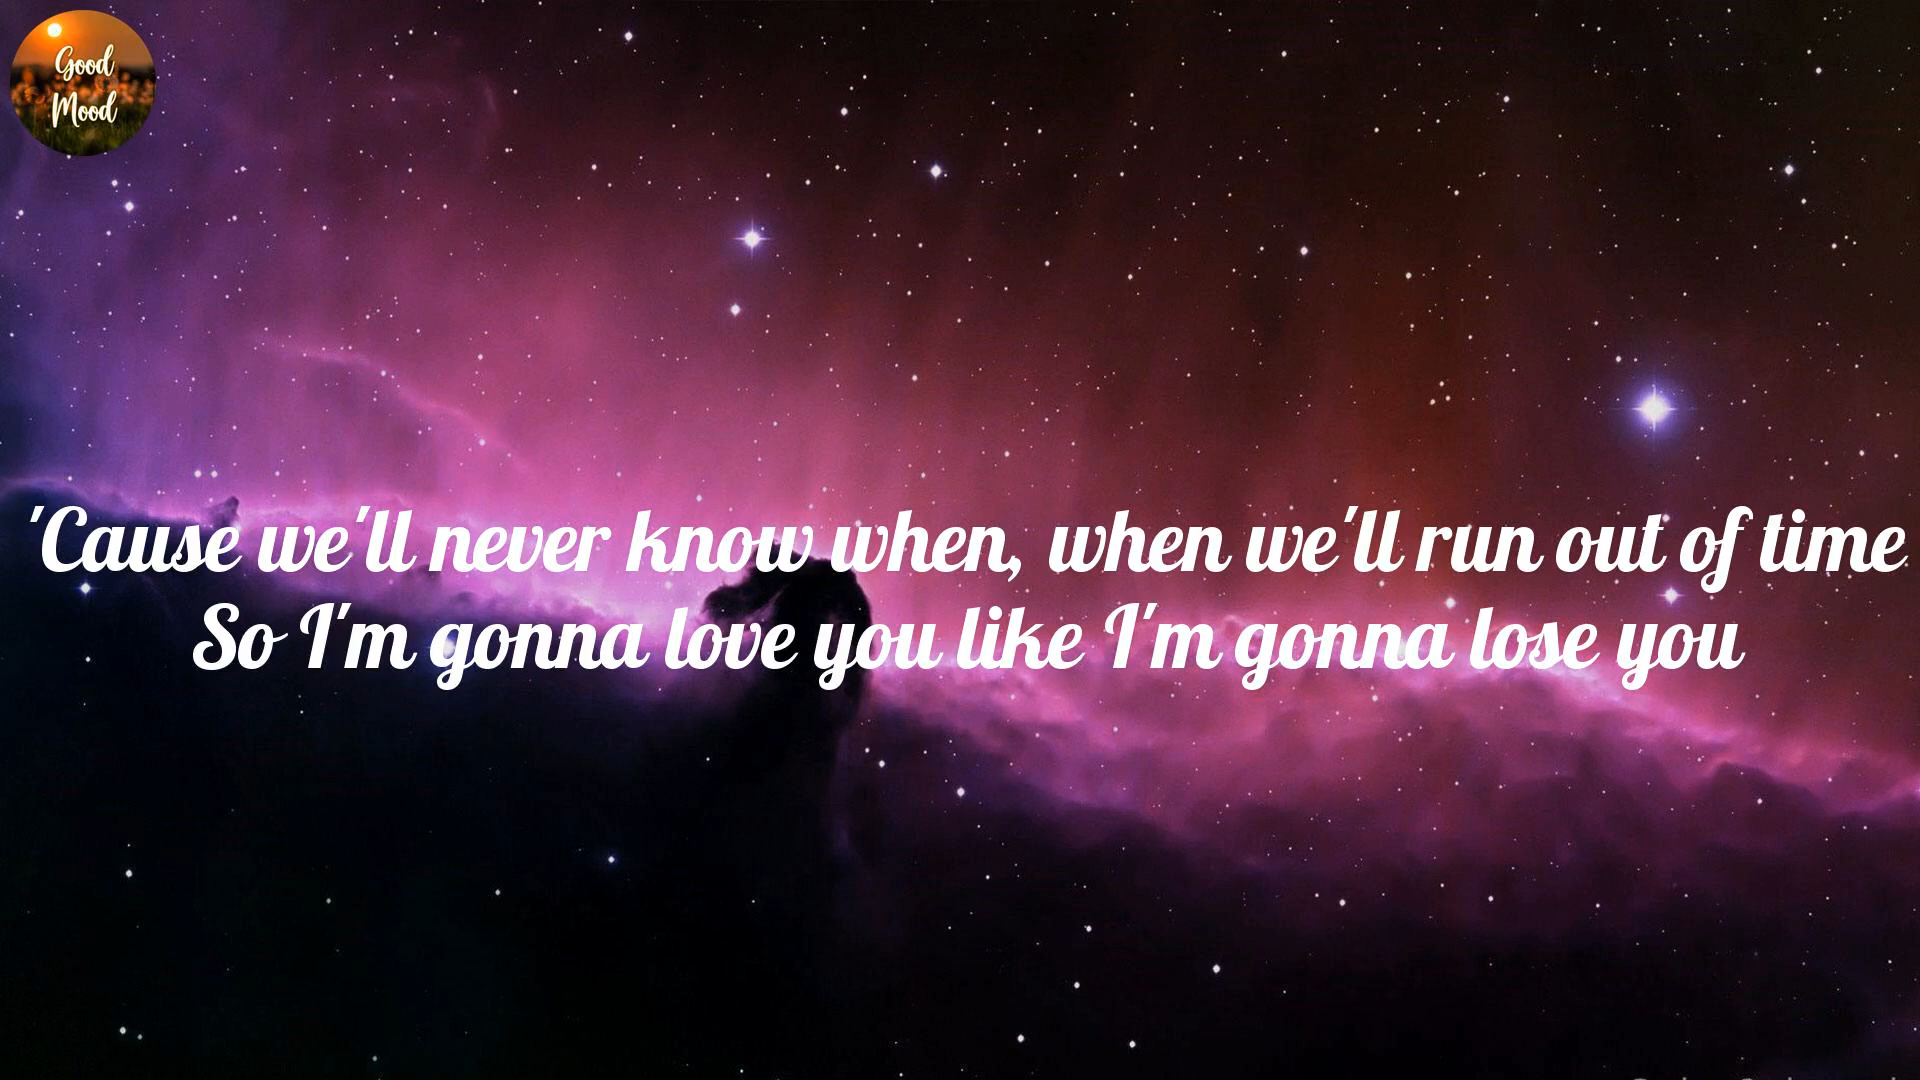 Good
Mood
'Cause we'll never know when, when we'll run out of time
So I'm gonna love you like I'm gonna lose you